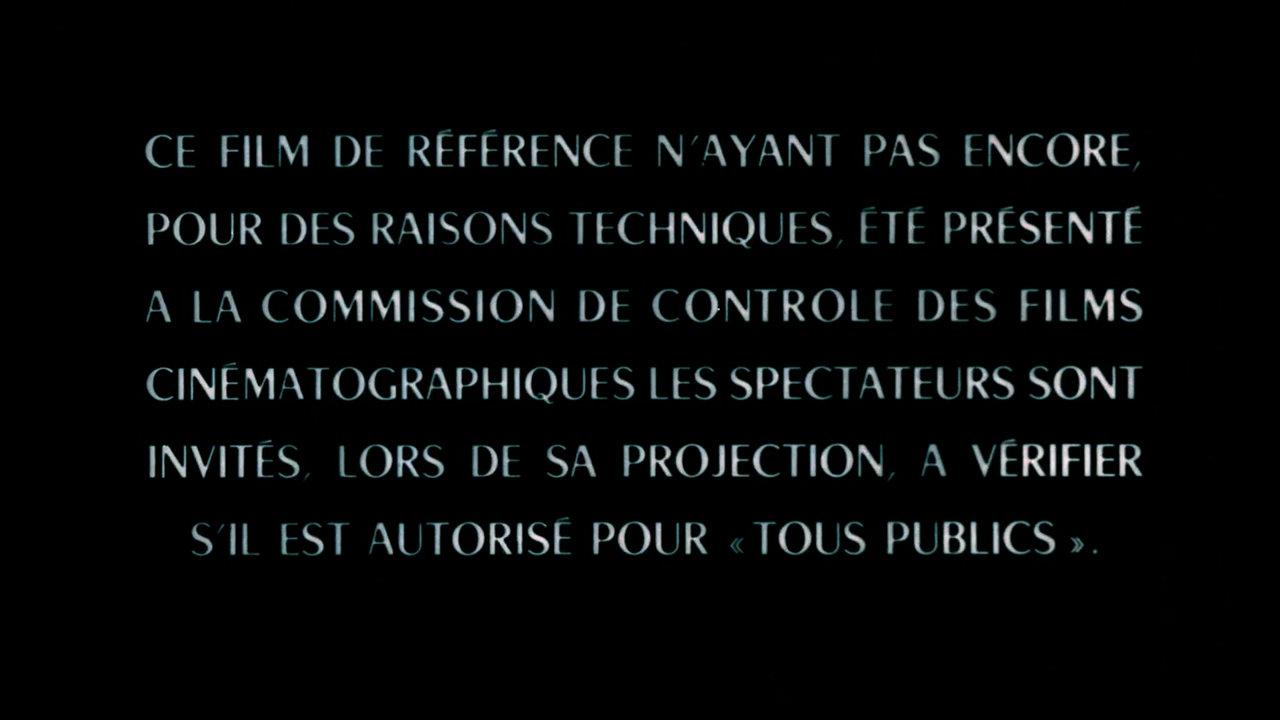 CE FILM DE RÉFÉRENCE N'AYANT PAS ENCORE,
POUR DES RAISONS TECHNIQUES, ÉTÉ PRÉSENTÉ
A LA COMMISSION DE CONTROLE DES FILMS
CINÉMATOGRAPHIQUES LES SPECTATEURS SONT
INVITÉS, LORS DE SA PROJECTION, A VÉRIFIER
S'IL EST AUTORISÉ POUR « TOUS PUBLICS ».